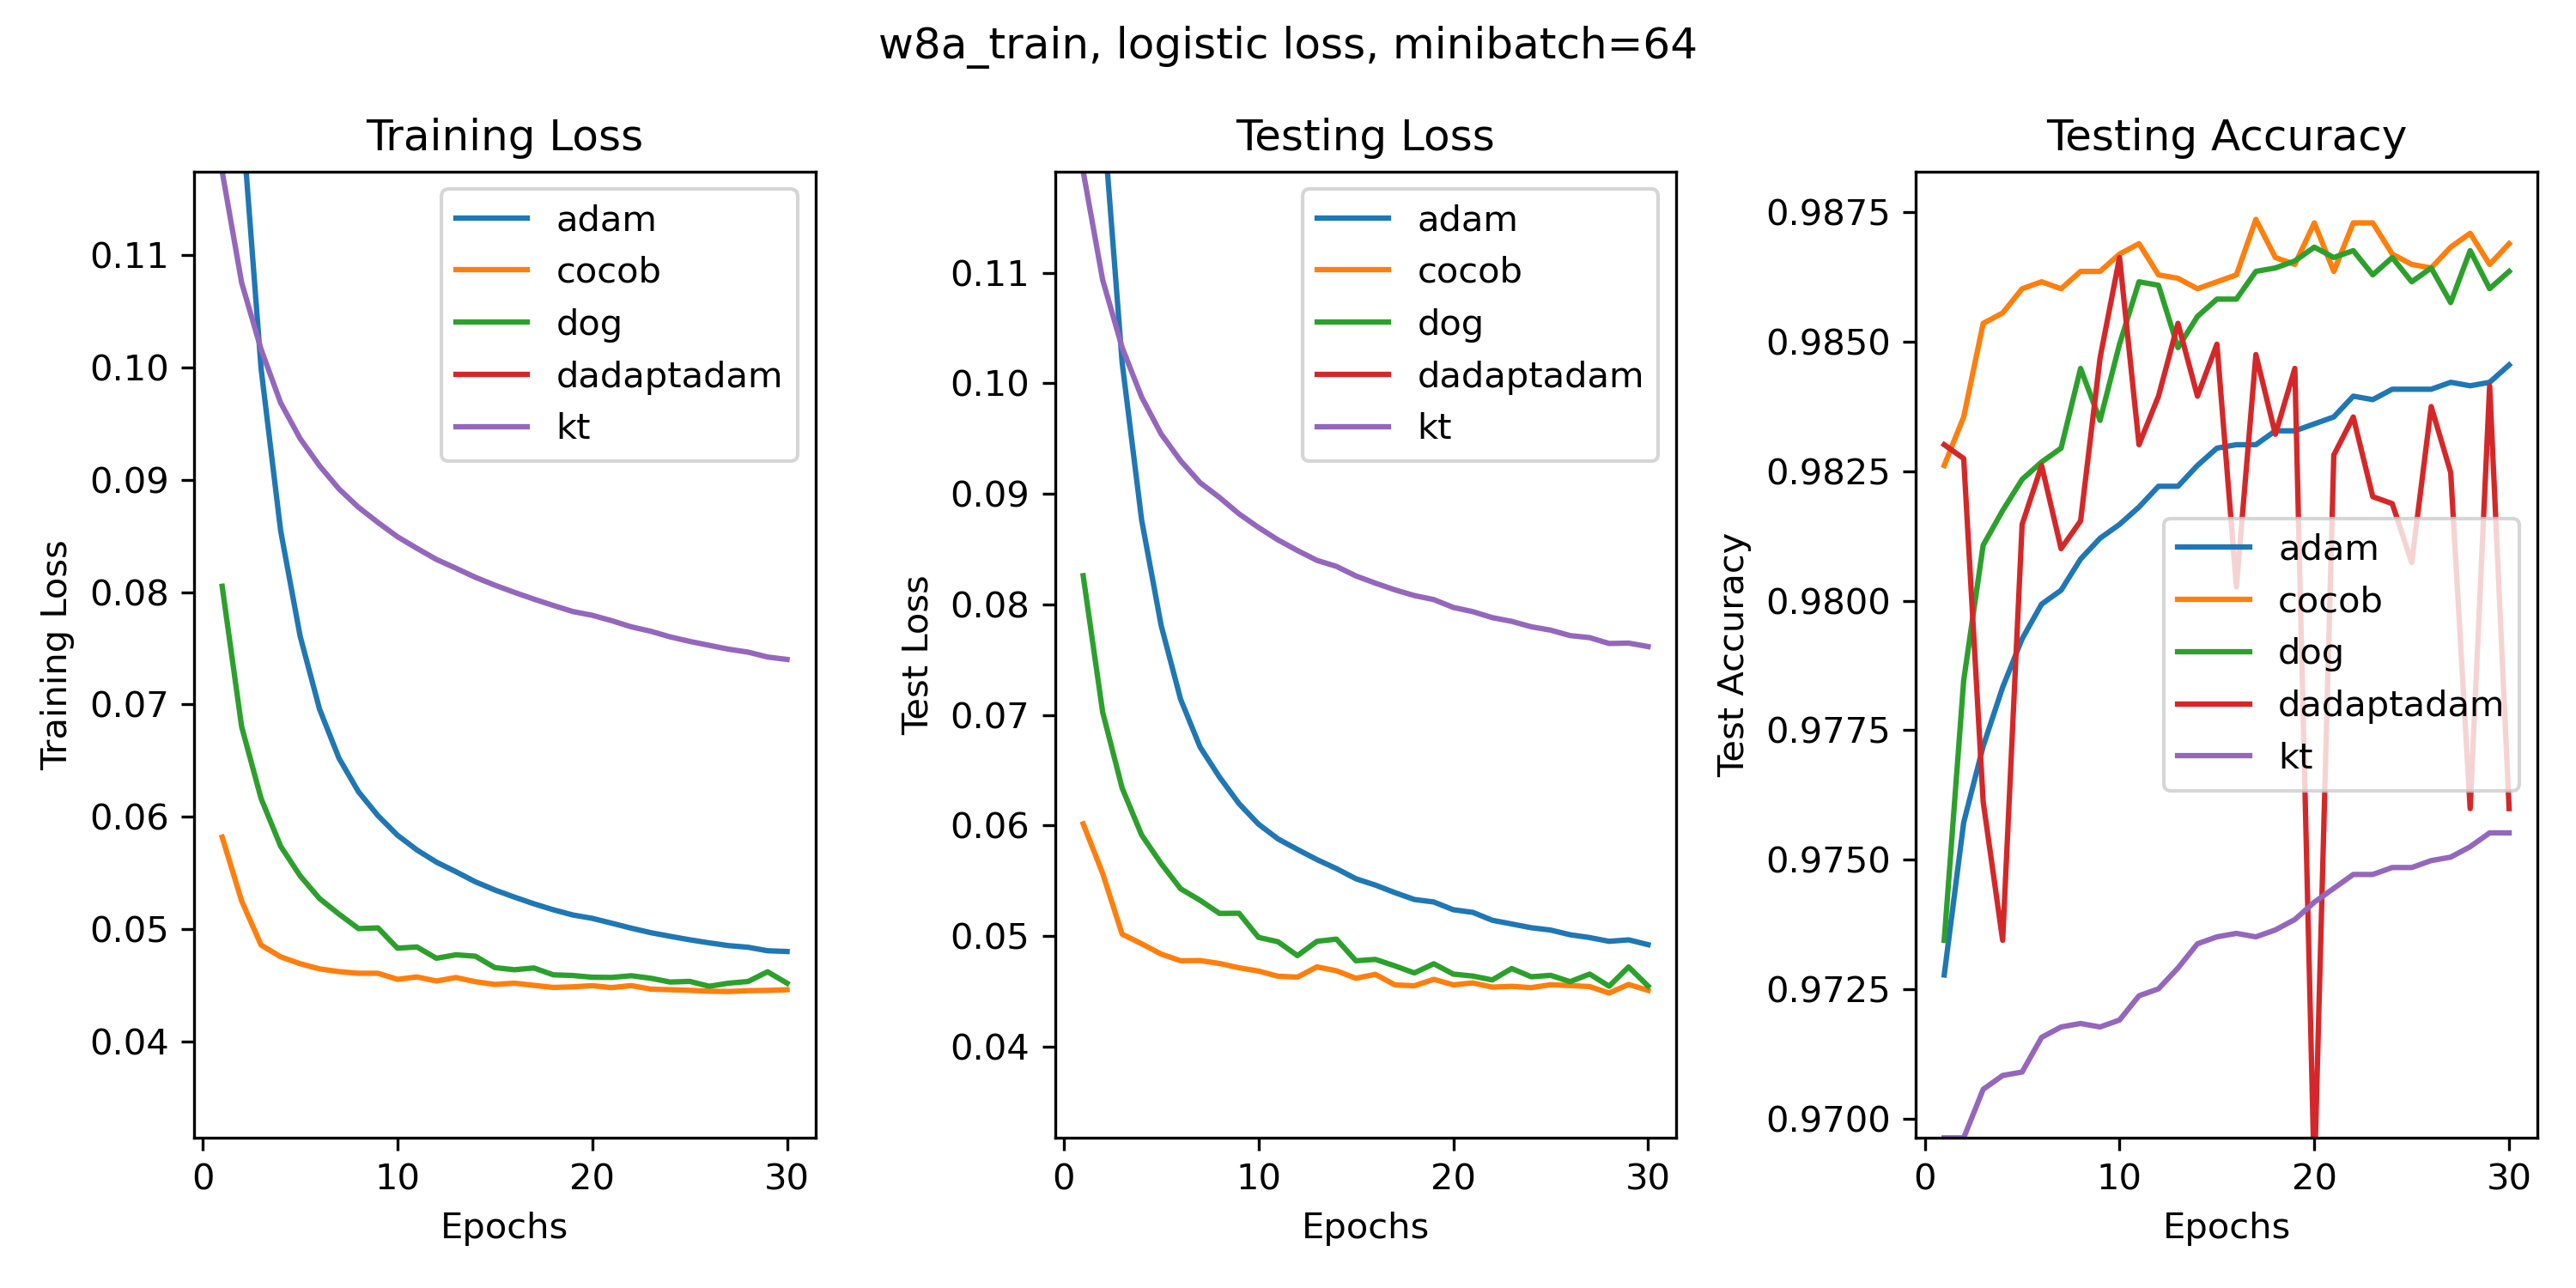 w8a_train, logistic loss, minibatch=64
Training Loss
Training Loss
0.11
0.10
0.09
0.08
0.07
0.06
0.05
0.04
adam
cocob
dog
dadaptadam
kt
0 10 20 30
Epochs
Testing Loss
Test Loss
0.11
0.10
0.09
0.08
0.07
0.06
0.05
0.04
adam
cocob
dog
dadaptadam
kt
0 10 20 30
Epochs
Testing Accuracy
Test Accuracy
0.9875
0.9850
0.9825
0.9800
0.9775
0.9750
0.9725
0.9700
adam
cocob
dog
dadaptadam
kt
0 10 20 30
Epochs